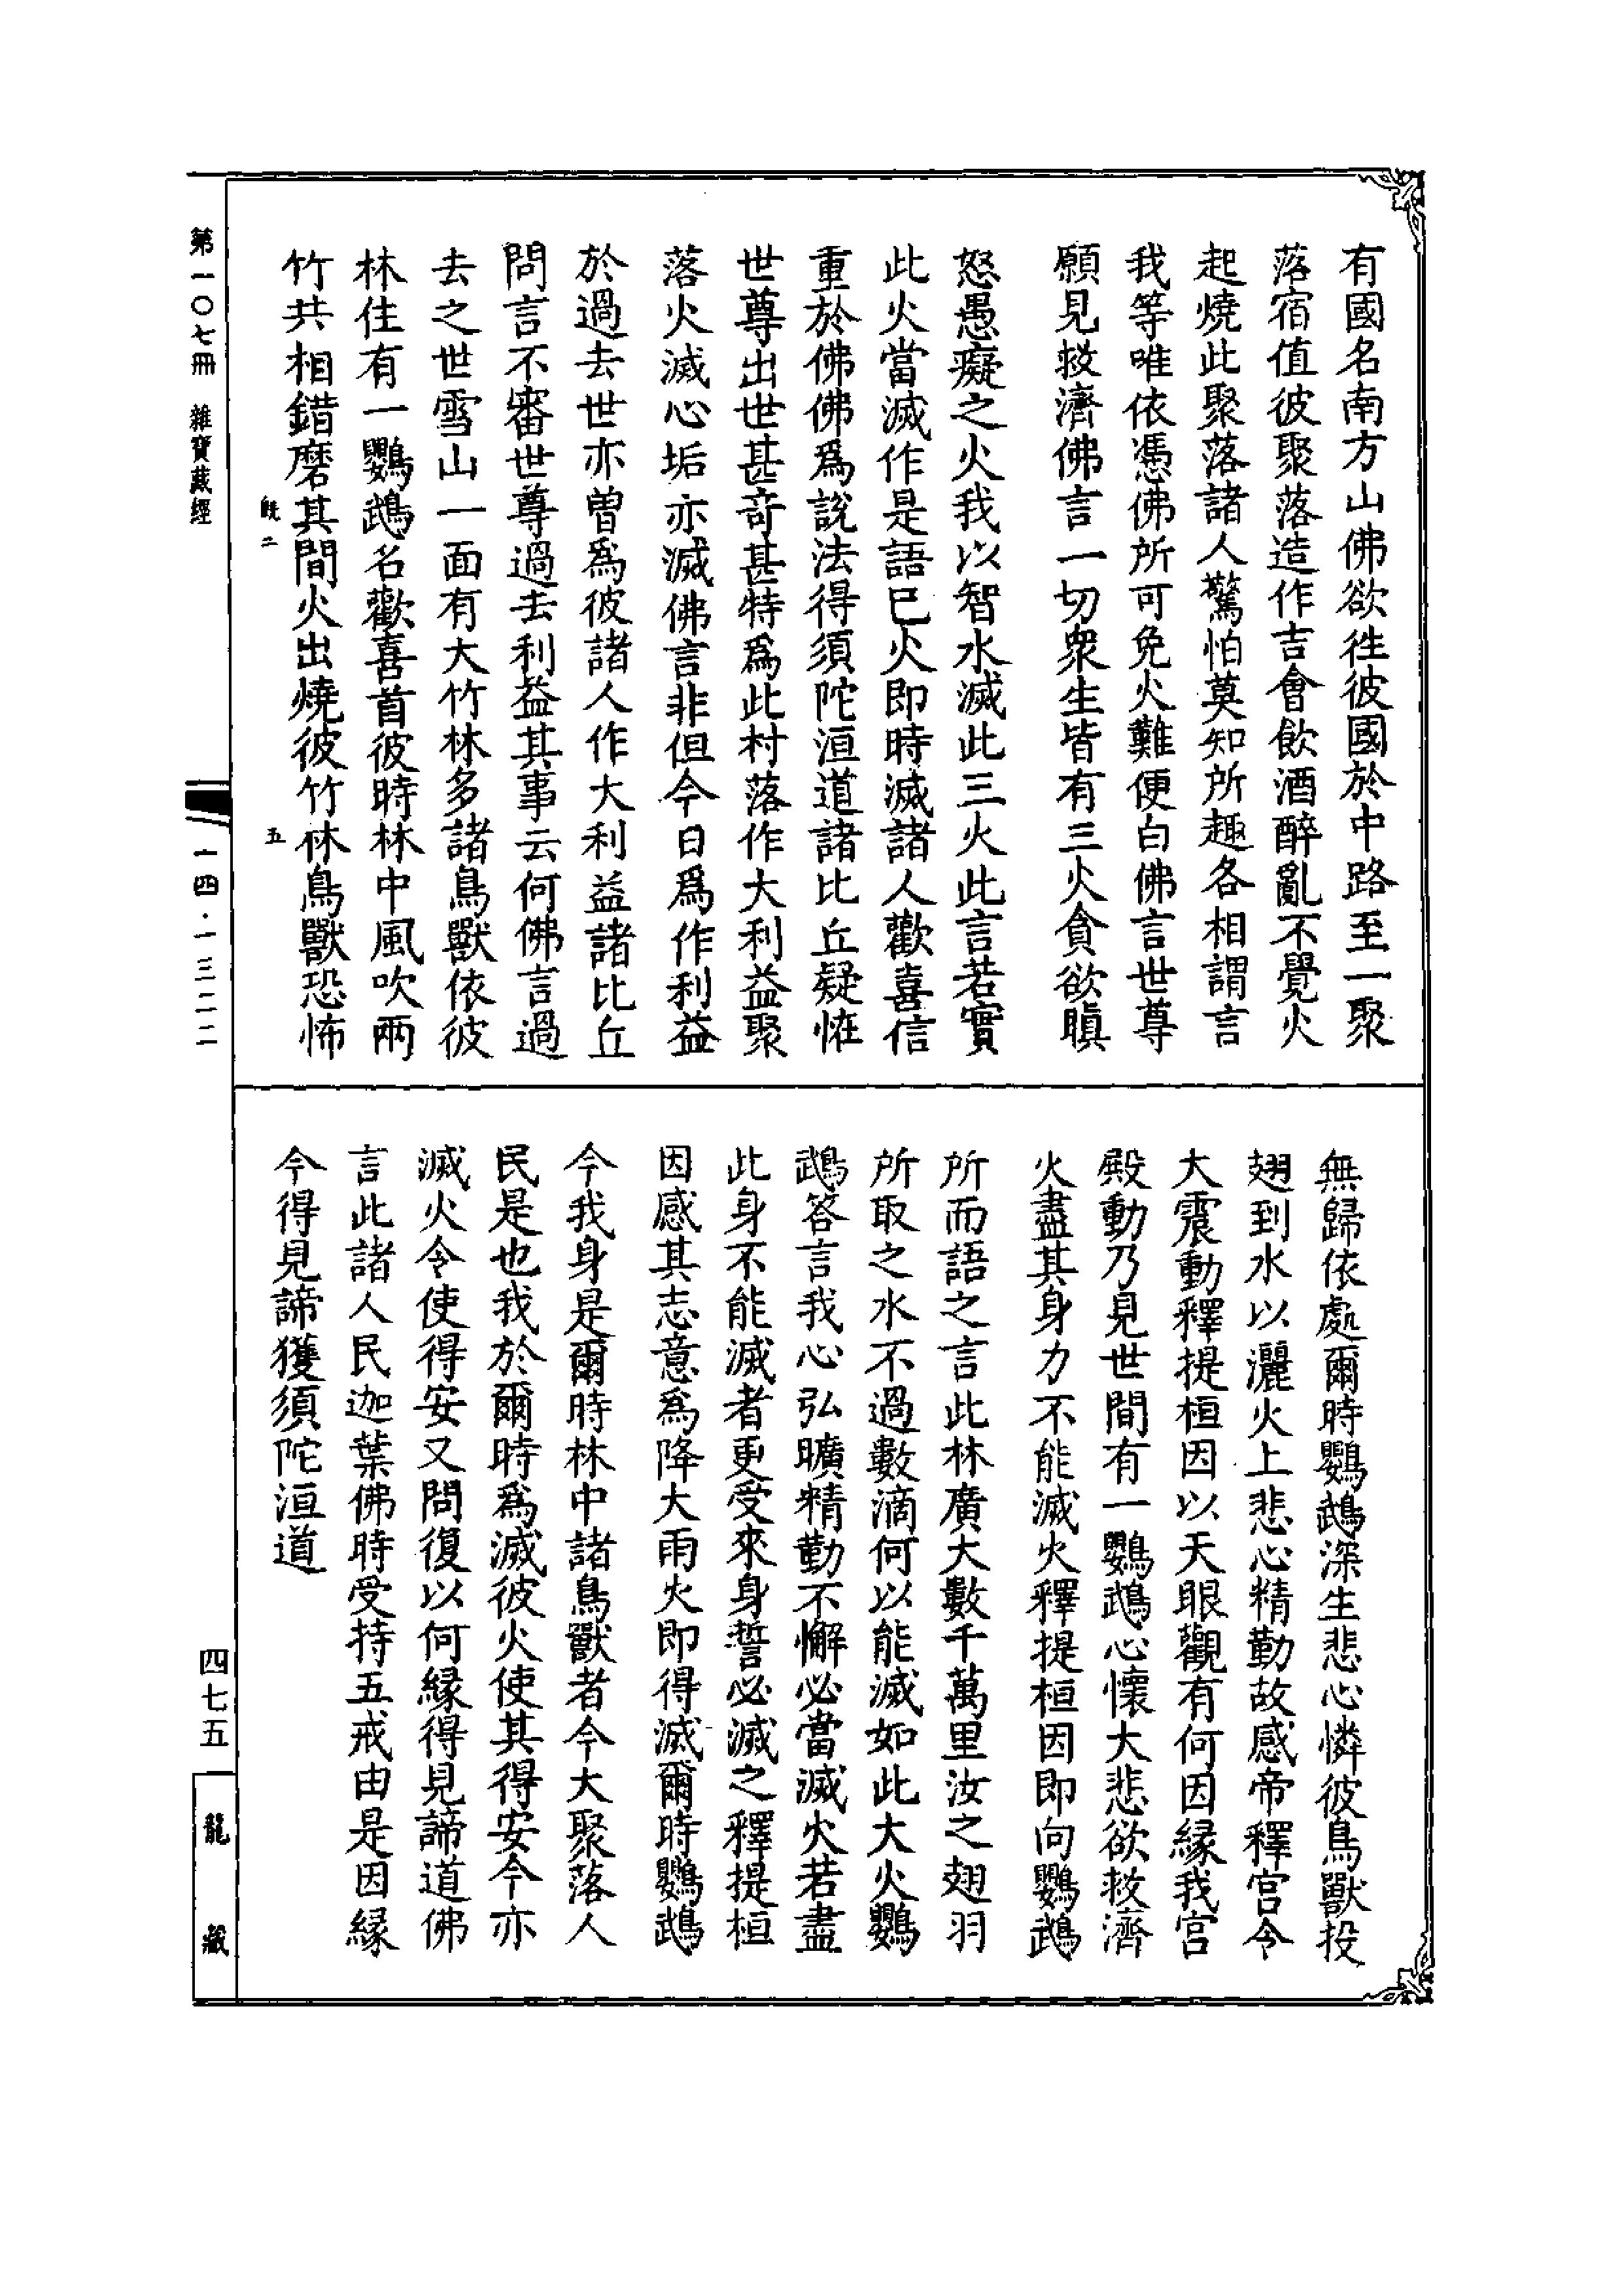 有國名南方山佛欲徃彼國於中路至一聚
落宿值彼聚落造作吉會飲酒醉亂不覺火
起燒此聚落諸人驚怕莫知所趣各相謂言
我等唯依憑佛所可免火難便白佛言世尊
願見救濟佛言一切衆生皆有三火貪欲瞋
怒愚癡之火我以智水滅此三火此言若實
此火當滅作是語已火即時滅諸人歡喜信
重於佛佛爲說法得須陀洹道諸比丘疑恠
世尊出世甚竒甚特爲此村落作大利益聚
落火滅心垢亦滅佛言非但今日爲作利益
於過去世亦曾爲彼諸人作大利益諸比丘
問言不審世尊過去利益其事云何佛言過
去之世雪山一面有大竹林多諸鳥獸依彼
林住有一鸚鵡名歡喜首彼時林中風吹兩
竹共相錯磨其間火出燒彼竹林鳥獸恐怖
無歸依處爾時鸚鵡深生悲心憐彼鳥獸投
翅到水以灑火上悲心精勤故感帝釋宫令
大震動釋提桓因以天眼觀有何因緣我宫
殿動乃見世間有一鸚鵡心懷大悲欲救濟
火盡其身力不能滅火釋提桓因即向鸚鵡
所而語之言此林廣大數千萬里汝之翅羽
所取之水不過數滴何以能滅如此大火鸚
鵡答言我心弘曠精勤不懈必當滅火若盡
此身不能滅者更受來身誓必滅之釋提桓
因感其志意爲降大雨火即得滅爾時鸚鵡
今我身是爾時林中諸鳥獸者今大聚落人
民是也我於爾時爲滅彼火使其得安今亦
滅火令使得安又問復以何緣得見諦道佛
言此諸人民迦葉佛時受持五戒由是因緣
今得見諦獲須陀洹道
既二
五
第一〇七冊 雜寶藏經
一四·一三二二
四七五
龍藏